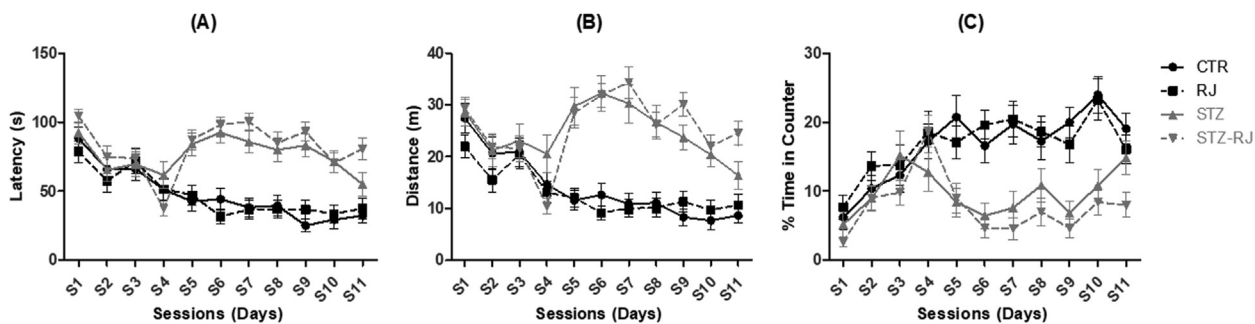 (A)
Latency (s)
150
100
50
0
S1 S2 S3 S4 S5 S6 S7 S8 S9 S10 S11
Sessions (Days)
(B)
Distance (m)
40
30
20
10
0
S1 S2 S3 S4 S5 S6 S7 S8 S9 S10 S11
Sessions (Days)
(C)
% Time in Counter
30
20
10
0
S1 S2 S3 S4 S5 S6 S7 S8 S9 S10 S11
Sessions (Days)
CTR
RJ
STZ
STZ-RJ